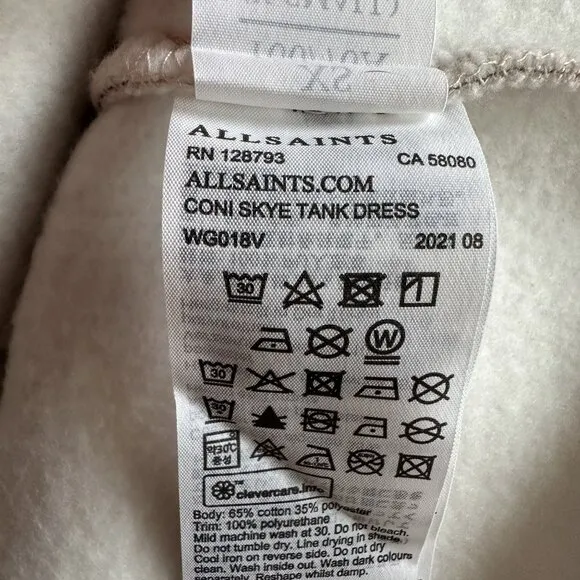 XS
ALLSAINTS
RN 128793 CA 58080
ALLSAINTS.COM
CONI SKYE TANK DRESS
WG018V 2021 08
30
W
30
30
clevercare.info
Body: 65% cotton 35% polyester
Trim: 100% polyurethane
Mild machine wash at 30. Do not bleach.
Do not tumble dry. Line drying in shade.
Cool iron on reverse side. Do not dry
clean. Wash inside out. Wash dark colours
separately. Reshape whilst damp.